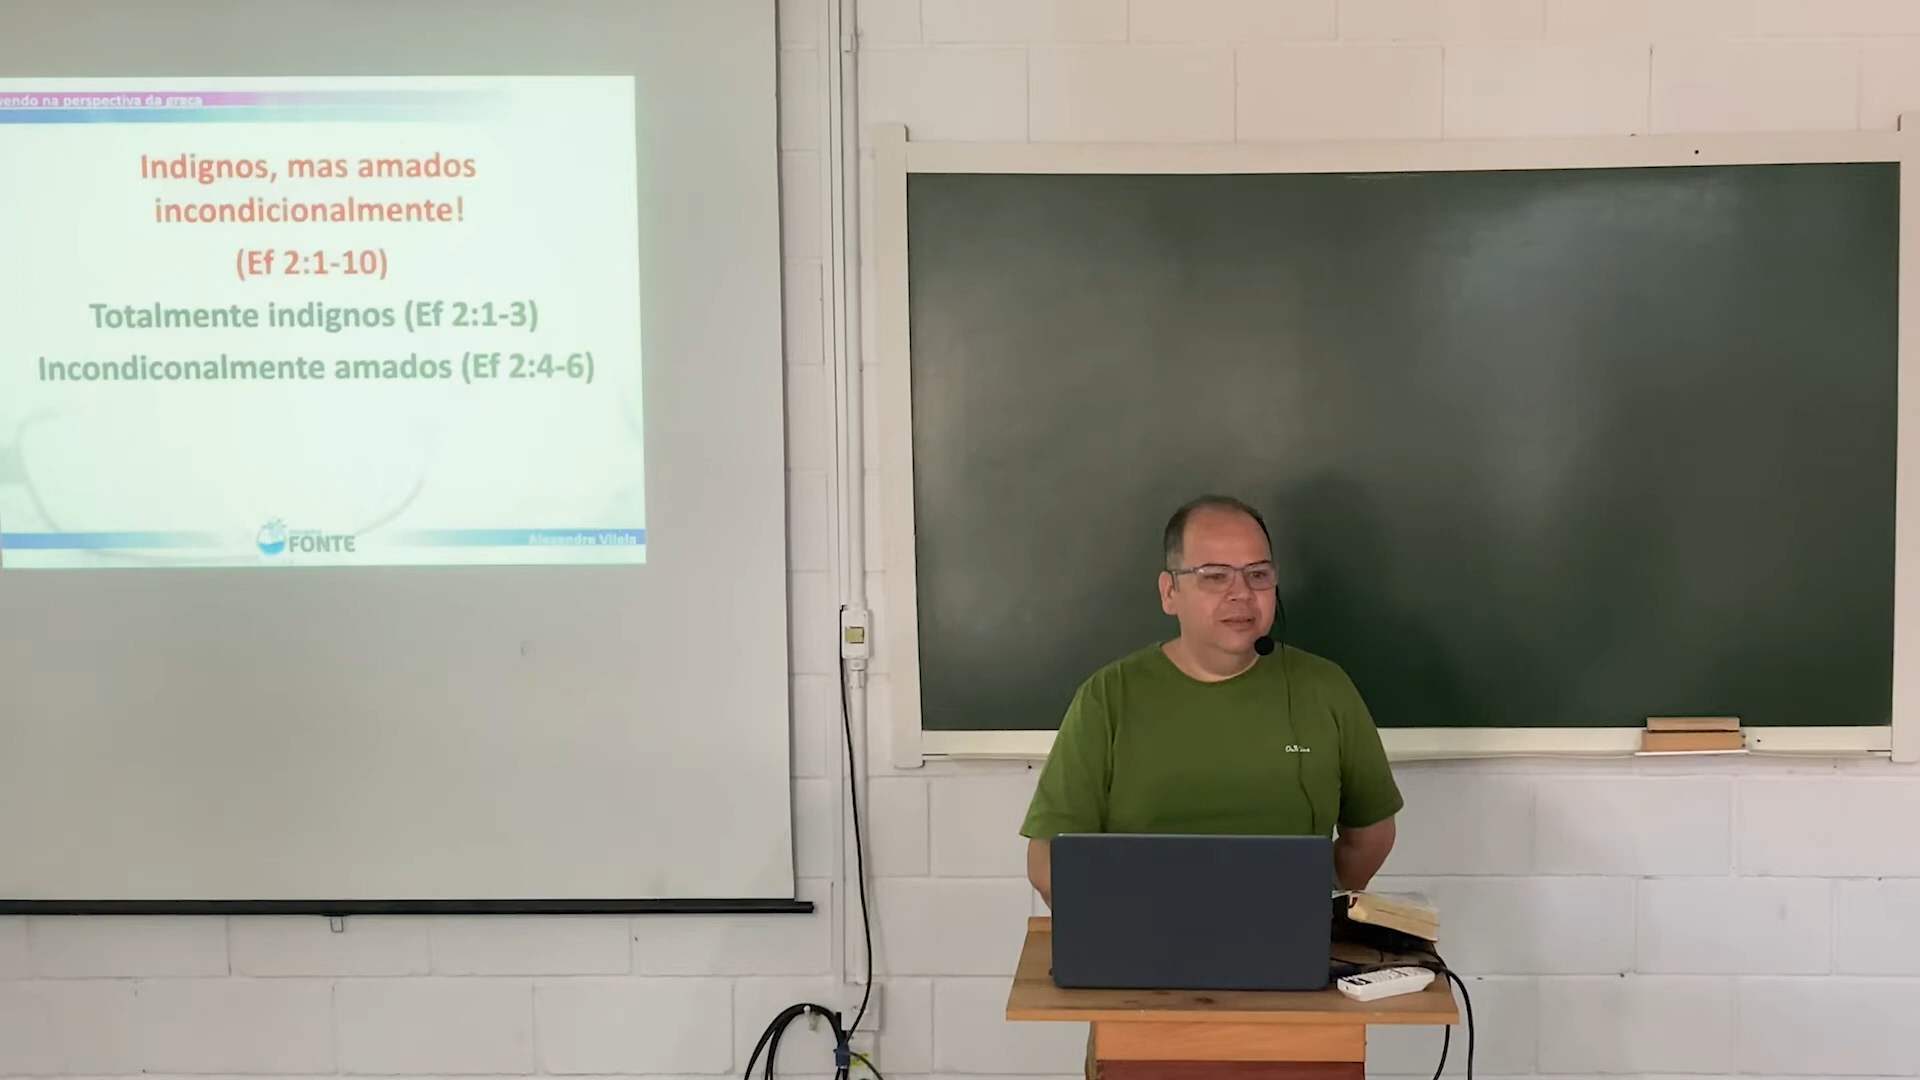 vendo na perspectiva da graça
Indignos, mas amados
incondicionalmente!
(Ef 2:1-10)
Totalmente indignos (Ef 2:1-3)
Incondiconalmente amados (Ef 2:4-6)
FONTE
Alexandre Vilela